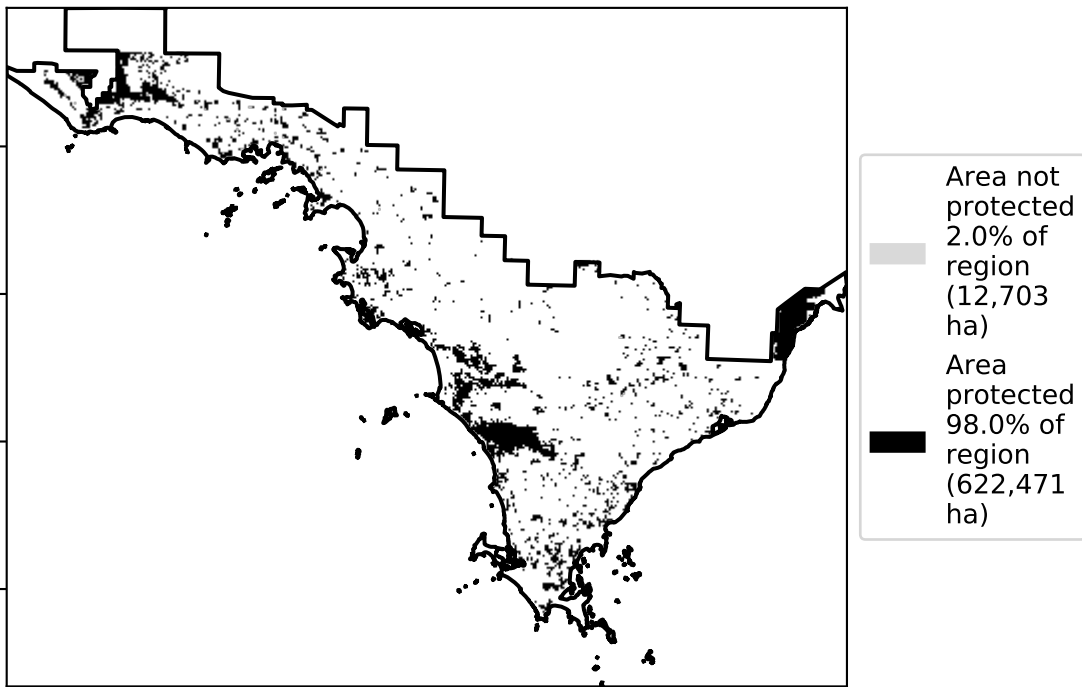 Area not
protected
2.0% of
region
(12,703
ha)
Area
protected
98.0% of
region
(622,471
ha)